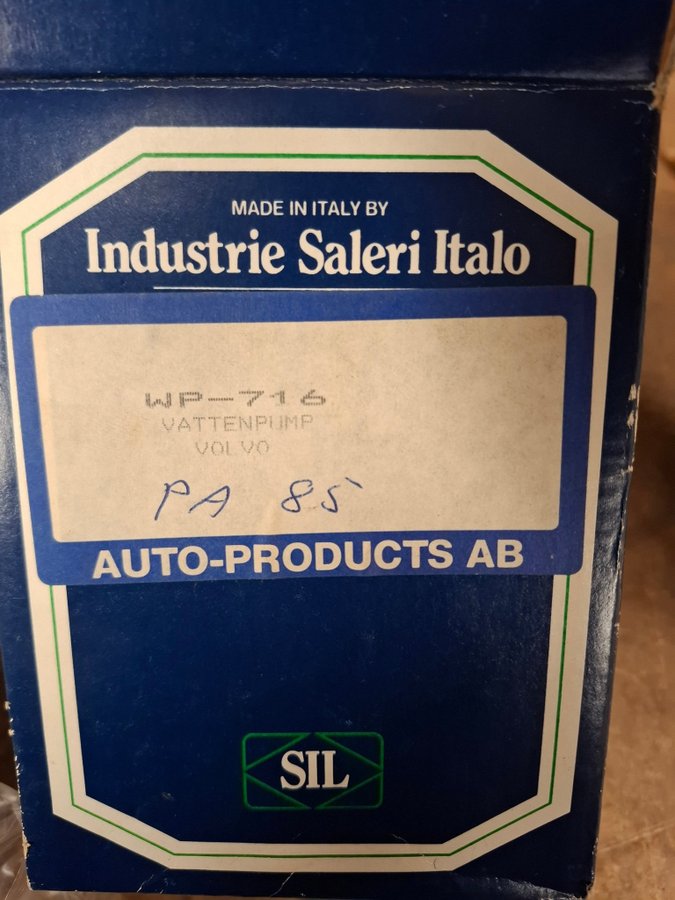 MADE IN ITALY BY
Industrie Saleri Italo
WP-716
VATTENPUMP
VOLVO
PA 85
AUTO-PRODUCTS AB
SIL